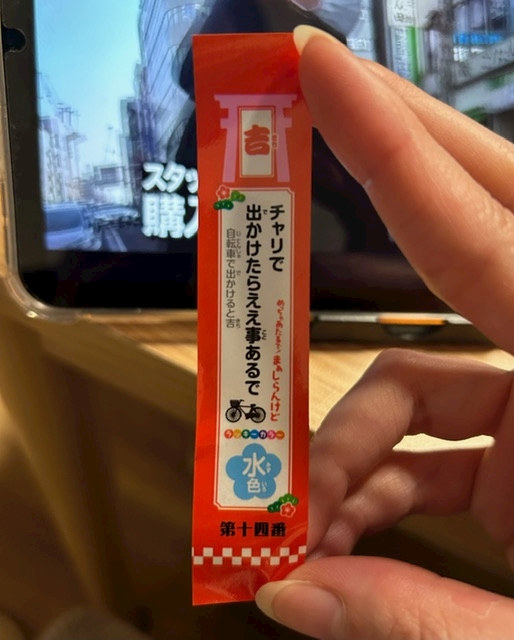 スタッ
購入
吉
きち
チャリで
出かけたらええ事あるで
めっちゃあたるで! まぁしらんけど
自転車で出かけると吉
ラッキーカラー
水色
第十四番